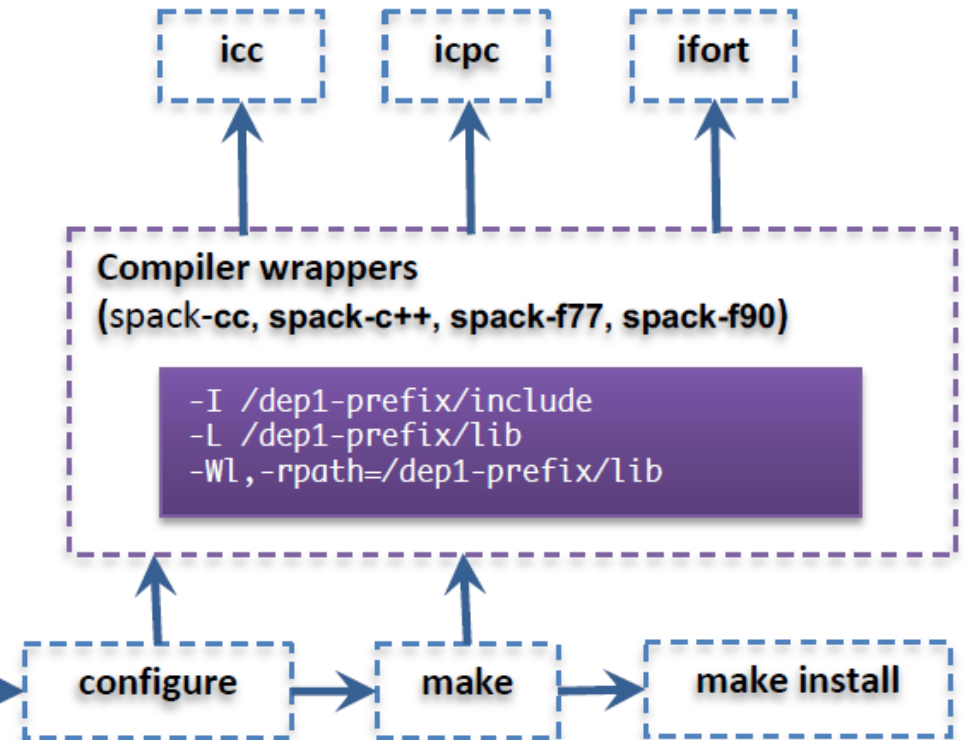 icc icpc ifort
Compiler wrappers
(spack-cc, spack-c++, spack-f77, spack-f90)
-I /dep1-prefix/include
-L /dep1-prefix/lib
-Wl,-rpath=/dep1-prefix/lib
configure make make install